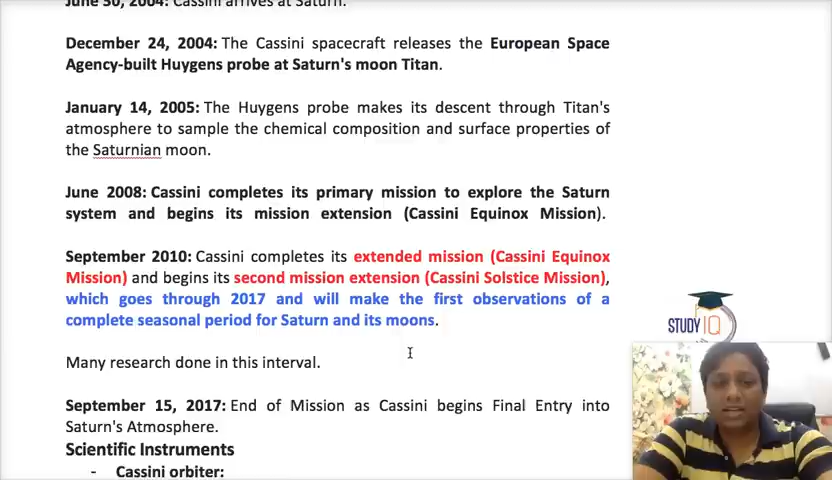 June 30, 2004: Cassini arrives at Saturn.
December 24, 2004: The Cassini spacecraft releases the European Space
Agency-built Huygens probe at Saturn's moon Titan.
January 14, 2005: The Huygens probe makes its descent through Titan's
atmosphere to sample the chemical composition and surface properties of
the Saturnian moon.
June 2008: Cassini completes its primary mission to explore the Saturn
system and begins its mission extension (Cassini Equinox Mission).
September 2010: Cassini completes its extended mission (Cassini Equinox
Mission) and begins its second mission extension (Cassini Solstice Mission),
which goes through 2017 and will make the first observations of a
complete seasonal period for Saturn and its moons.
STUDY IQ
Many research done in this interval.
September 15, 2017: End of Mission as Cassini begins Final Entry into
Saturn's Atmosphere.
Scientific Instruments
- Cassini orbiter: